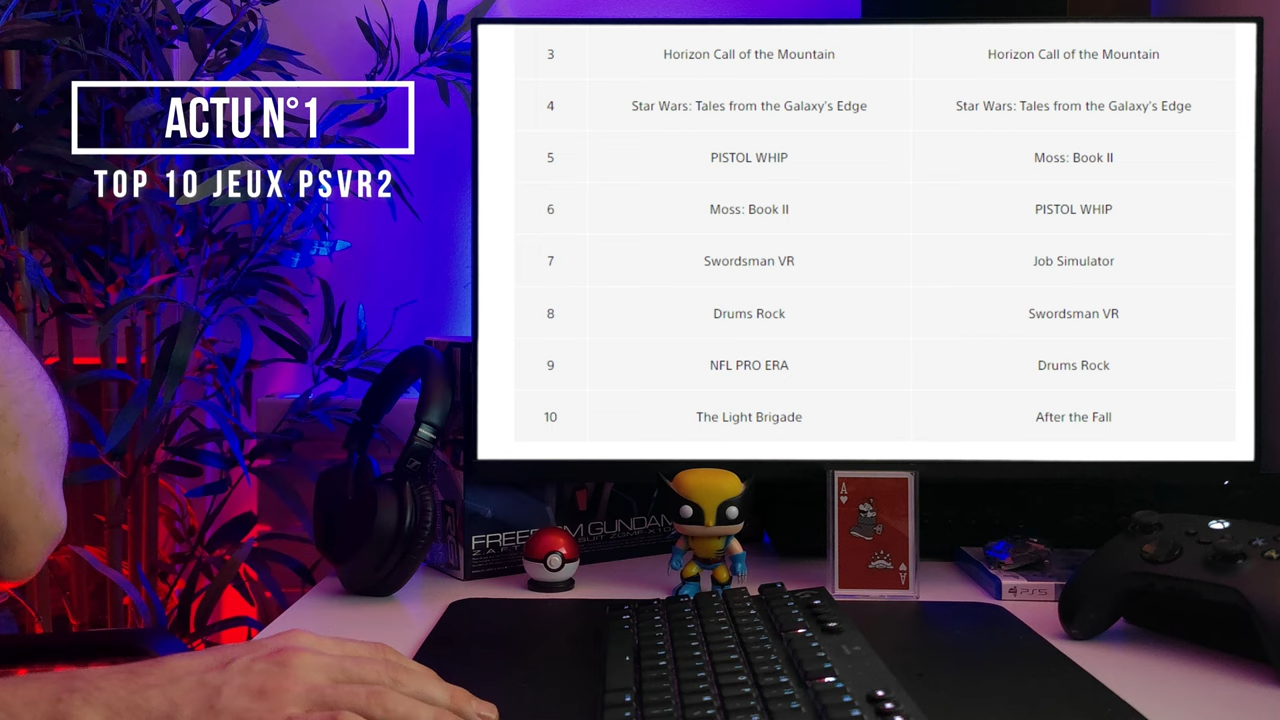 ACTU N°1
TOP 10 JEUX PSVR2
3 Horizon Call of the Mountain Horizon Call of the Mountain
4 Star Wars: Tales from the Galaxy's Edge Star Wars: Tales from the Galaxy's Edge
5 PISTOL WHIP Moss: Book II
6 Moss: Book II PISTOL WHIP
7 Swordsman VR Job Simulator
8 Drums Rock Swordsman VR
9 NFL PRO ERA Drums Rock
10 The Light Brigade After the Fall
FREEDOM GUNDAM
A
A
PS5